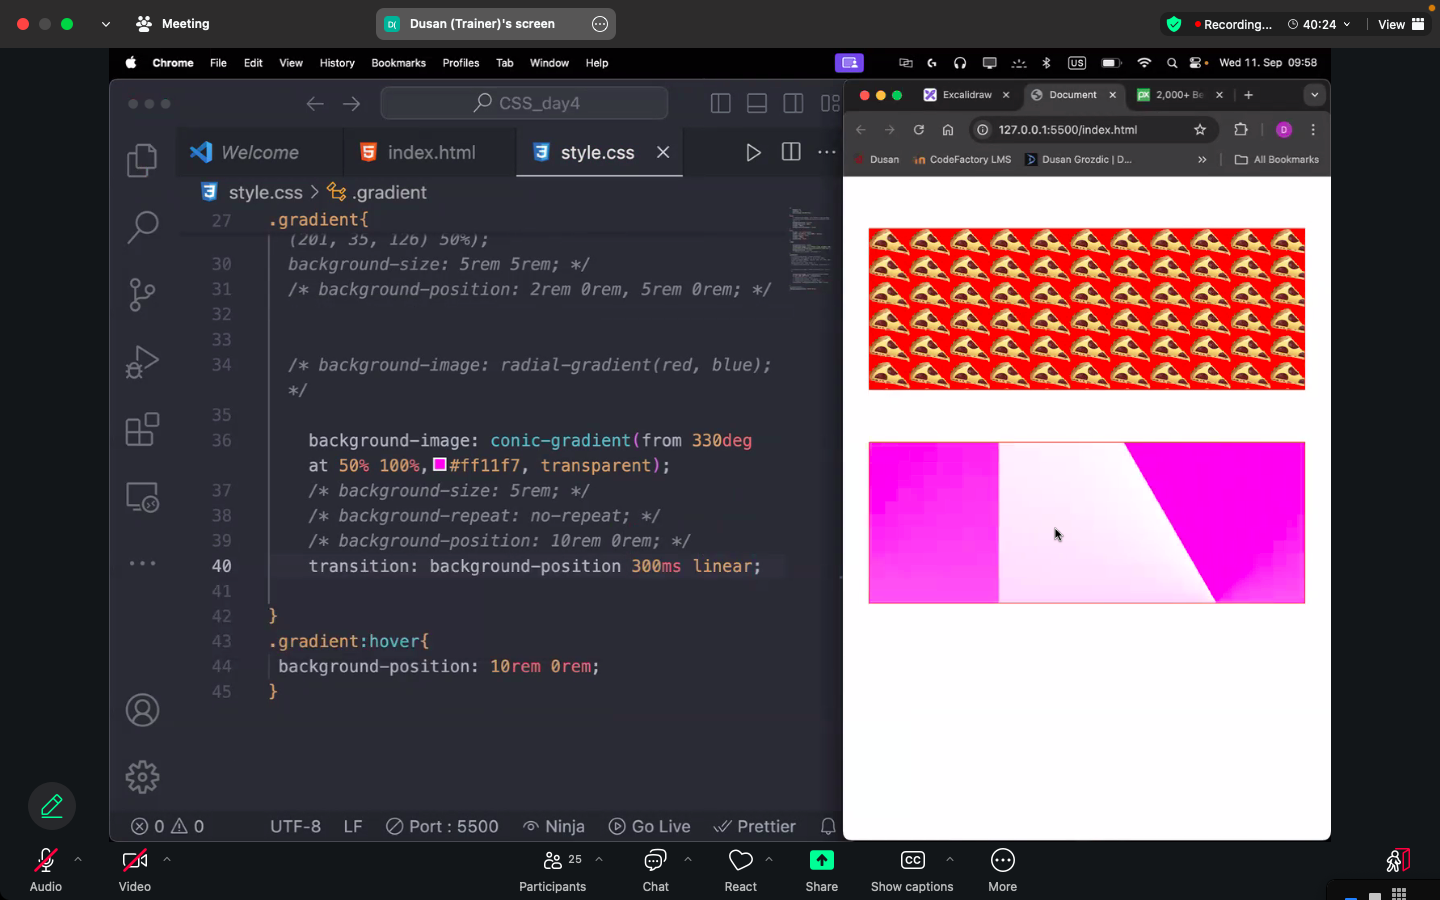 Meeting
D( Dusan (Trainer)'s screen
Recording...
40:24
View
Chrome File Edit View History Bookmarks Profiles Tab Window Help
US
Wed 11. Sep 09:58
CSS_day4
Welcome
index.html
style.css
style.css > .gradient
27 .gradient{
(201, 35, 126) 50%);
30 background-size: 5rem 5rem; */
31 /* background-position: 2rem 0rem, 5rem 0rem; */
32
33
34 /* background-image: radial-gradient(red, blue);
*/
35
36 background-image: conic-gradient(from 330deg
at 50% 100%, #ff11f7, transparent);
37 /* background-size: 5rem; */
38 /* background-repeat: no-repeat; */
39 /* background-position: 10rem 0rem; */
40 transition: background-position 300ms linear;
41
42 }
43 .gradient:hover{
44 background-position: 10rem 0rem;
45 }
0 0 UTF-8 LF Port : 5500 Ninja Go Live Prettier
Excalidraw
Document
2,000+ Be
127.0.0.1:5500/index.html
D
Dusan
CodeFactory LMS
Dusan Grozdic | D...
All Bookmarks
Audio
Video
Participants 25
Chat
React
Share
CC Show captions
More